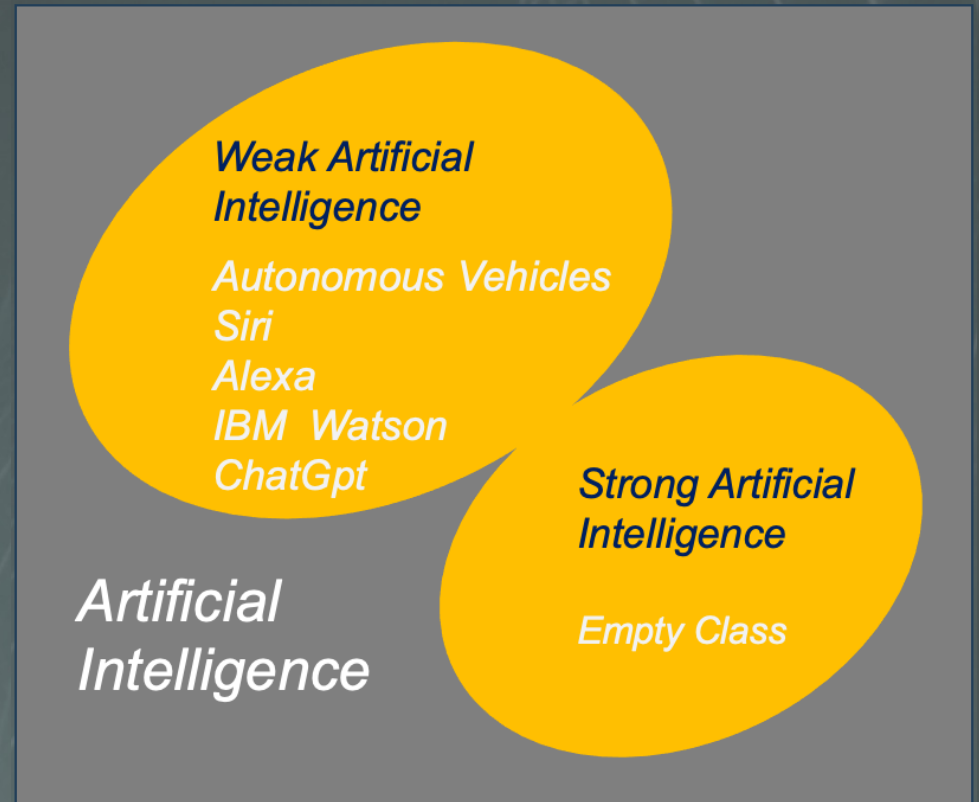 Weak Artificial
Intelligence
Autonomous Vehicles
Siri
Alexa
IBM  Watson
ChatGpt
Strong Artificial
Intelligence
Empty Class
Artificial
Intelligence